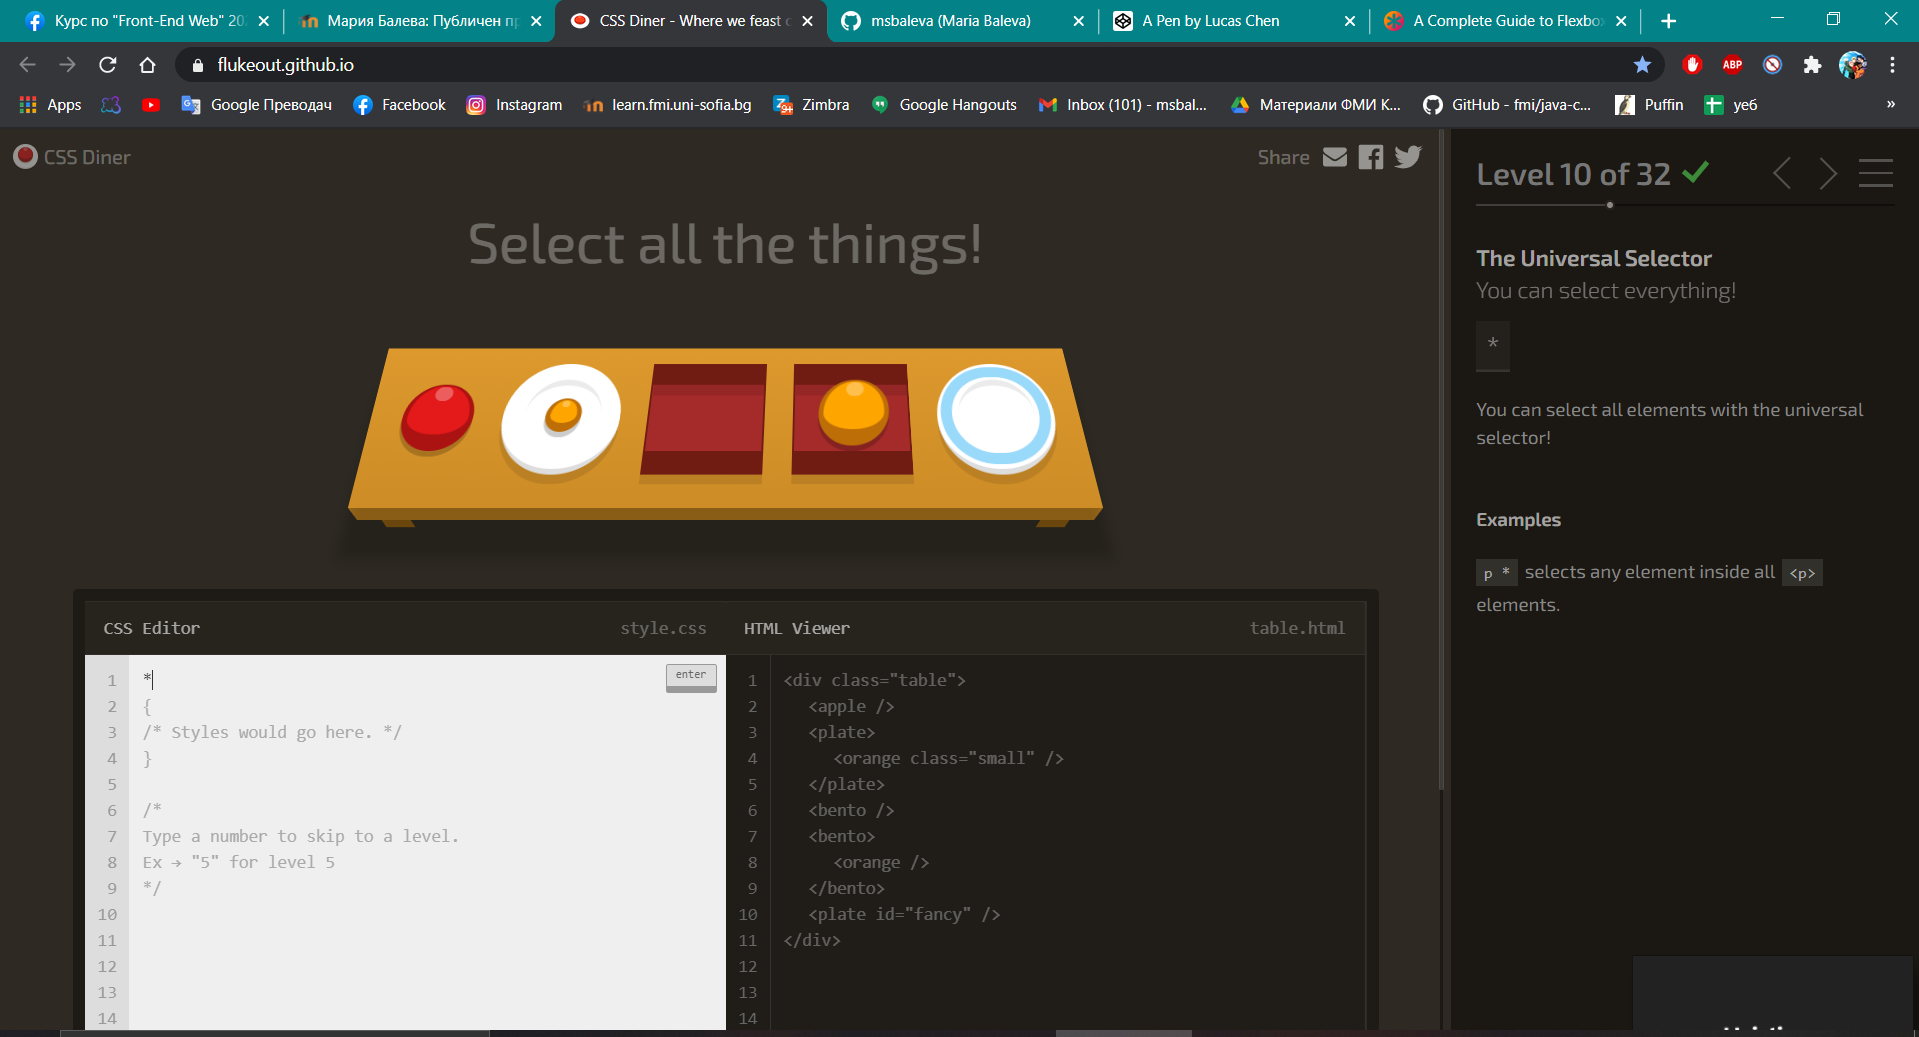 Курс по "Front-End Web" 20
Мария Балева: Публичен пр
CSS Diner - Where we feast o
msbaleva (Maria Baleva)
A Pen by Lucas Chen
A Complete Guide to Flexbox
flukeout.github.io
ABP
Apps
Google Преводач
Facebook
Instagram
learn.fmi.uni-sofia.bg
Zimbra
Google Hangouts
Inbox (101) - msbal...
Материали ФМИ К...
GitHub - fmi/java-c...
Puffin
уеб
»
CSS Diner
Share
Select all the things!
CSS Editor
style.css
HTML Viewer
table.html
enter
1 *
2 {
3 /* Styles would go here. */
4 }
5
6 /*
7 Type a number to skip to a level.
8 Ex → "5" for level 5
9 */
10
11
12
13
14
1 <div class="table">
2 <apple />
3 <plate>
4 <orange class="small" />
5 </plate>
6 <bento />
7 <bento>
8 <orange />
9 </bento>
10 <plate id="fancy" />
11 </div>
12
13
14
Level 10 of 32
The Universal Selector
You can select everything!
*
You can select all elements with the universal
selector!
Examples
p * selects any element inside all <p>
elements.